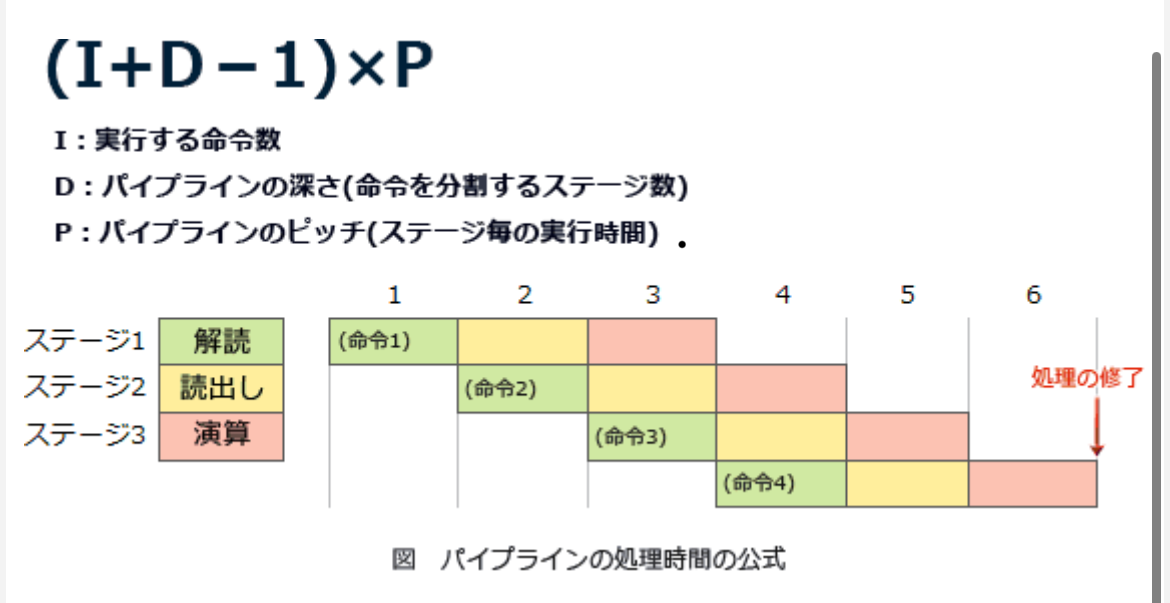 (I+D－1)×P
I：実行する命令数
D：パイプラインの深さ(命令を分割するステージ数)
P：パイプラインのピッチ(ステージ毎の実行時間) .
1 2 3 4 5 6
ステージ1 解読 (命令1)
処理の修了
ステージ2 読出し (命令2)
ステージ3 演算 (命令3)
(命令4)
図　パイプラインの処理時間の公式